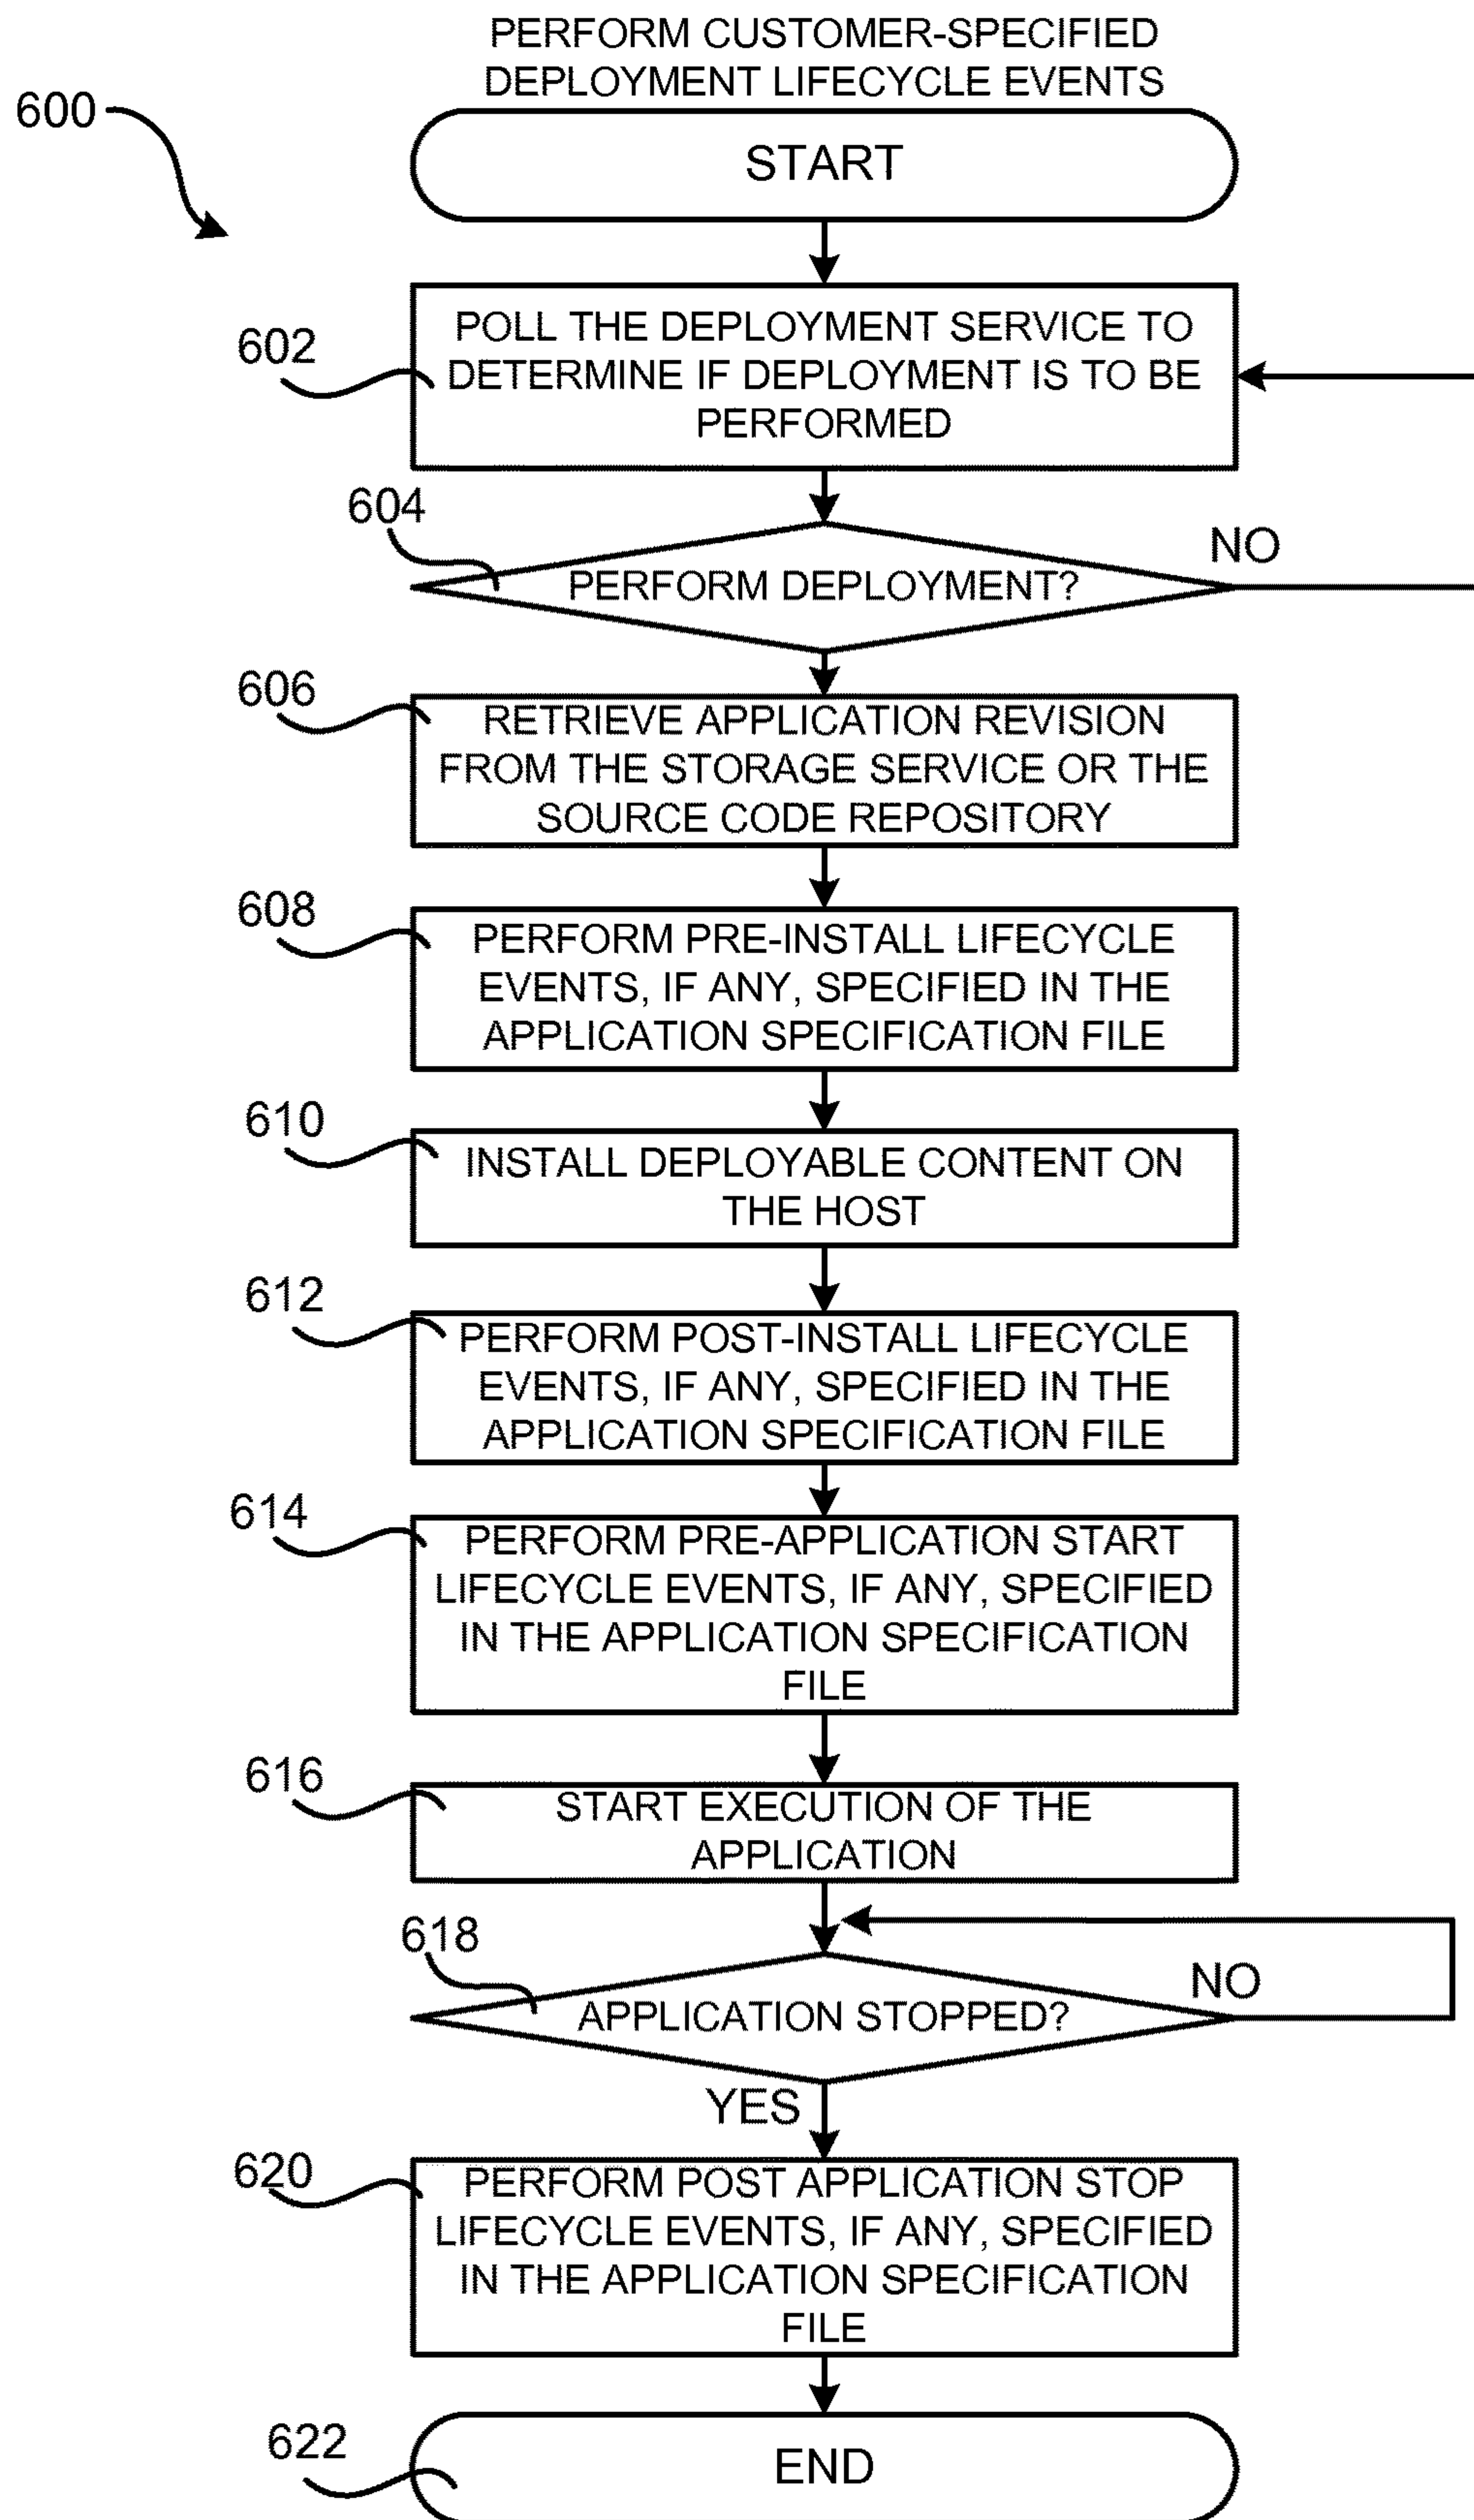 PERFORM CUSTOMER-SPECIFIED
DEPLOYMENT LIFECYCLE EVENTS
600
START
602
POLL THE DEPLOYMENT SERVICE TO
DETERMINE IF DEPLOYMENT IS TO BE
PERFORMED
604
NO
PERFORM DEPLOYMENT?
606
RETRIEVE APPLICATION REVISION
FROM THE STORAGE SERVICE OR THE
SOURCE CODE REPOSITORY
608
PERFORM PRE-INSTALL LIFECYCLE
EVENTS, IF ANY, SPECIFIED IN THE
APPLICATION SPECIFICATION FILE
610
INSTALL DEPLOYABLE CONTENT ON
THE HOST
612
PERFORM POST-INSTALL LIFECYCLE
EVENTS, IF ANY, SPECIFIED IN THE
APPLICATION SPECIFICATION FILE
614
PERFORM PRE-APPLICATION START
LIFECYCLE EVENTS, IF ANY, SPECIFIED
IN THE APPLICATION SPECIFICATION
FILE
616
START EXECUTION OF THE
APPLICATION
618
NO
APPLICATION STOPPED?
YES
620
PERFORM POST APPLICATION STOP
LIFECYCLE EVENTS, IF ANY, SPECIFIED
IN THE APPLICATION SPECIFICATION
FILE
622
END